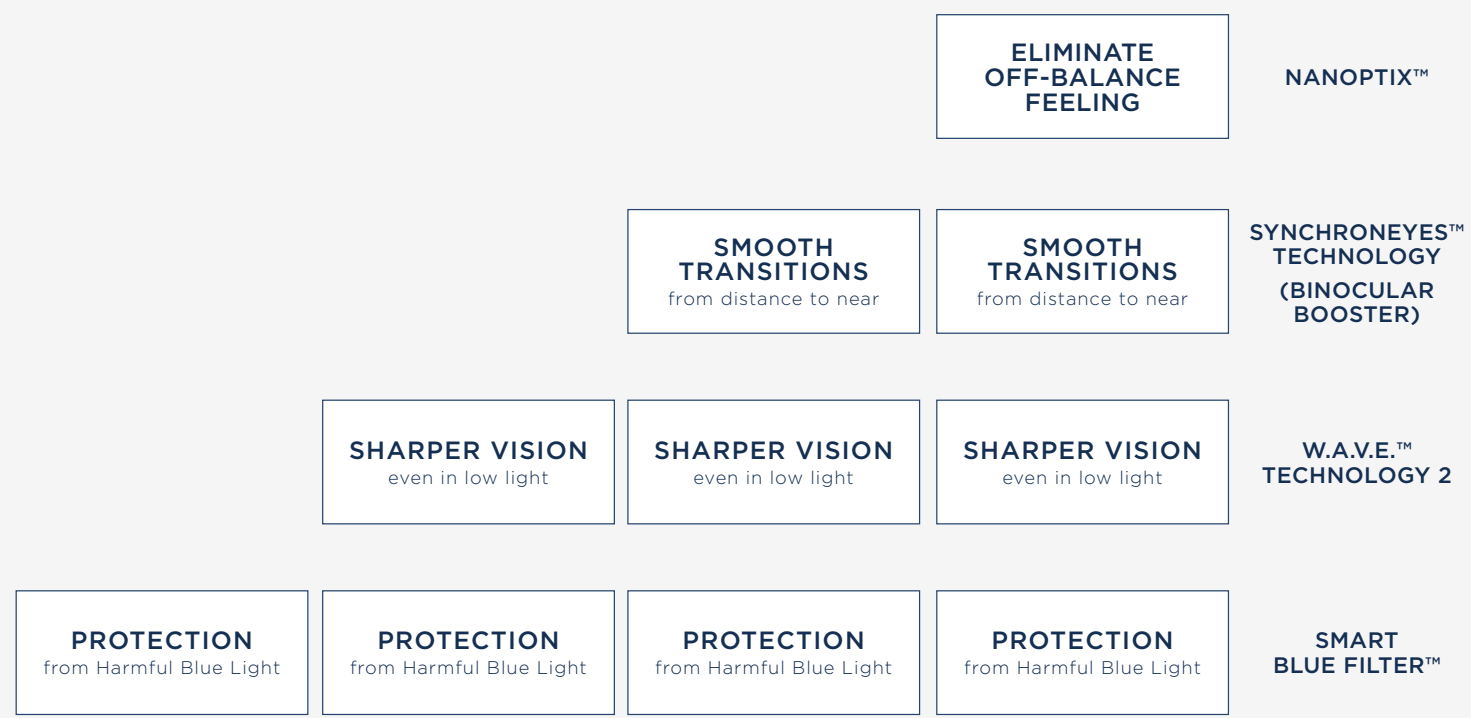 ELIMINATE
OFF-BALANCE
FEELING
NANOPTIX™
SMOOTH
TRANSITIONS
from distance to near
SMOOTH
TRANSITIONS
from distance to near
SYNCHRONEYES™
TECHNOLOGY
(BINOCULAR
BOOSTER)
SHARPER VISION
even in low light
SHARPER VISION
even in low light
SHARPER VISION
even in low light
W.A.V.E.™
TECHNOLOGY 2
PROTECTION
from Harmful Blue Light
PROTECTION
from Harmful Blue Light
PROTECTION
from Harmful Blue Light
PROTECTION
from Harmful Blue Light
SMART
BLUE FILTER™